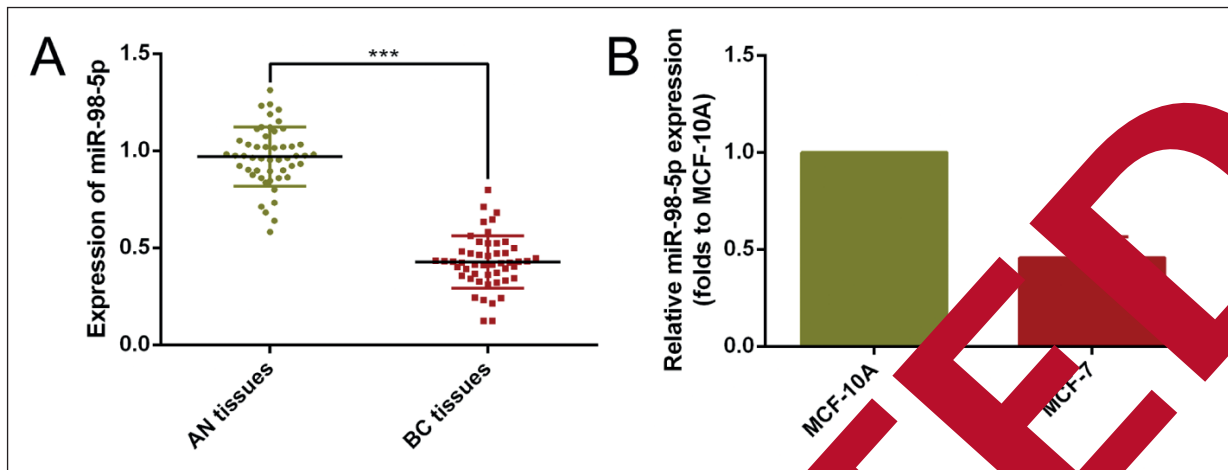 A
Expression of miR-98-5p
1.5
1.0
0.5
0.0
***
AN tissues
BC tissues
B
Relative miR-98-5p expression
(folds to MCF-10A)
1.5
1.0
0.5
0.0
MCF-10A
MCF-7
TED